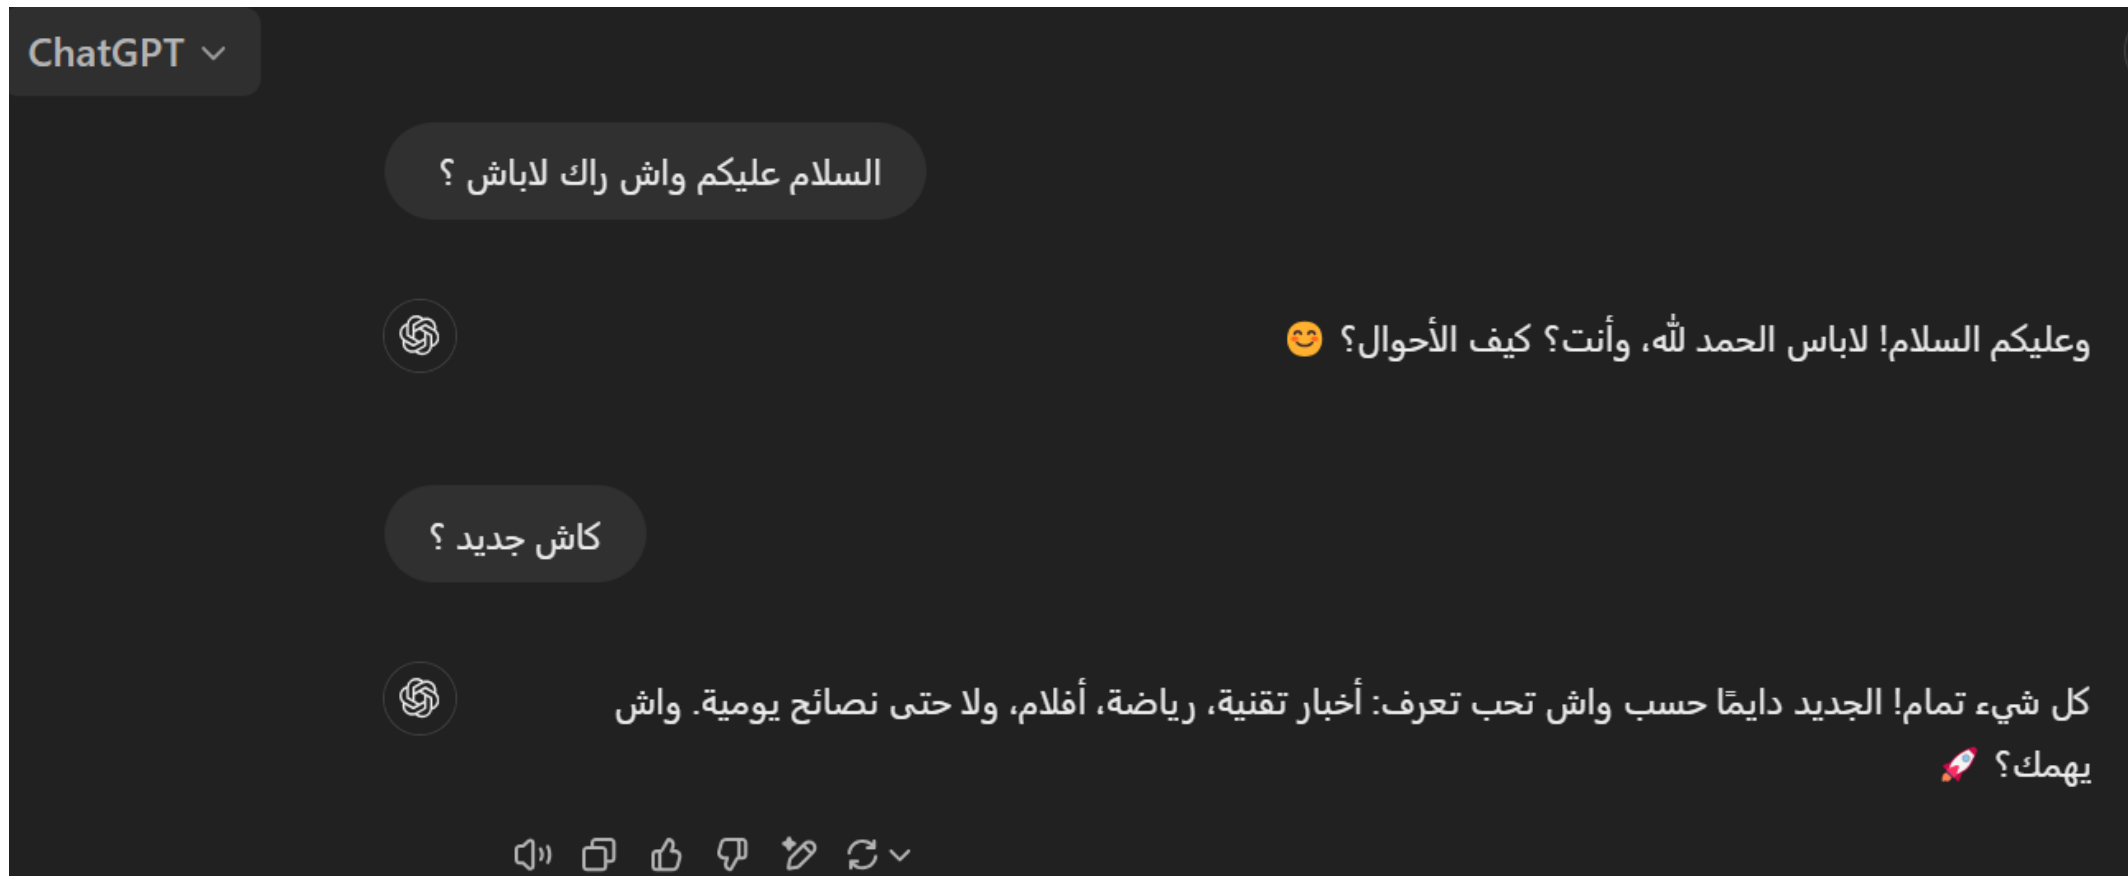 ChatGPT
السلام عليكم واش راك لاباش ؟
وعليكم السلام! لاباس الحمد لله، وأنت؟ كيف الأحوال؟ 😊
كاش جديد ؟
كل شيء تمام! الجديد دايمًا حسب واش تحب تعرف: أخبار تقنية، رياضة، أفلام، ولا حتى نصائح يومية. واش
يهمك؟ 🚀